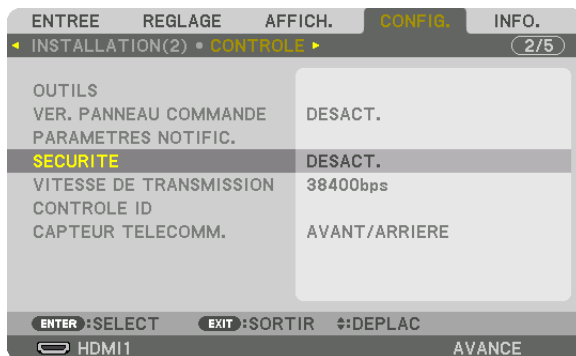 ENTREE REGLAGE AFFICH. CONFIG. INFO.
INSTALLATION(2) • CONTROLE 2/5
OUTILS
VER. PANNEAU COMMANDE DESACT.
PARAMETRES NOTIFIC.
SECURITE DESACT.
VITESSE DE TRANSMISSION 38400bps
CONTROLE ID
CAPTEUR TELECOMM. AVANT/ARRIERE
ENTER :SELECT EXIT :SORTIR :DEPLAC
HDMI1 AVANCE